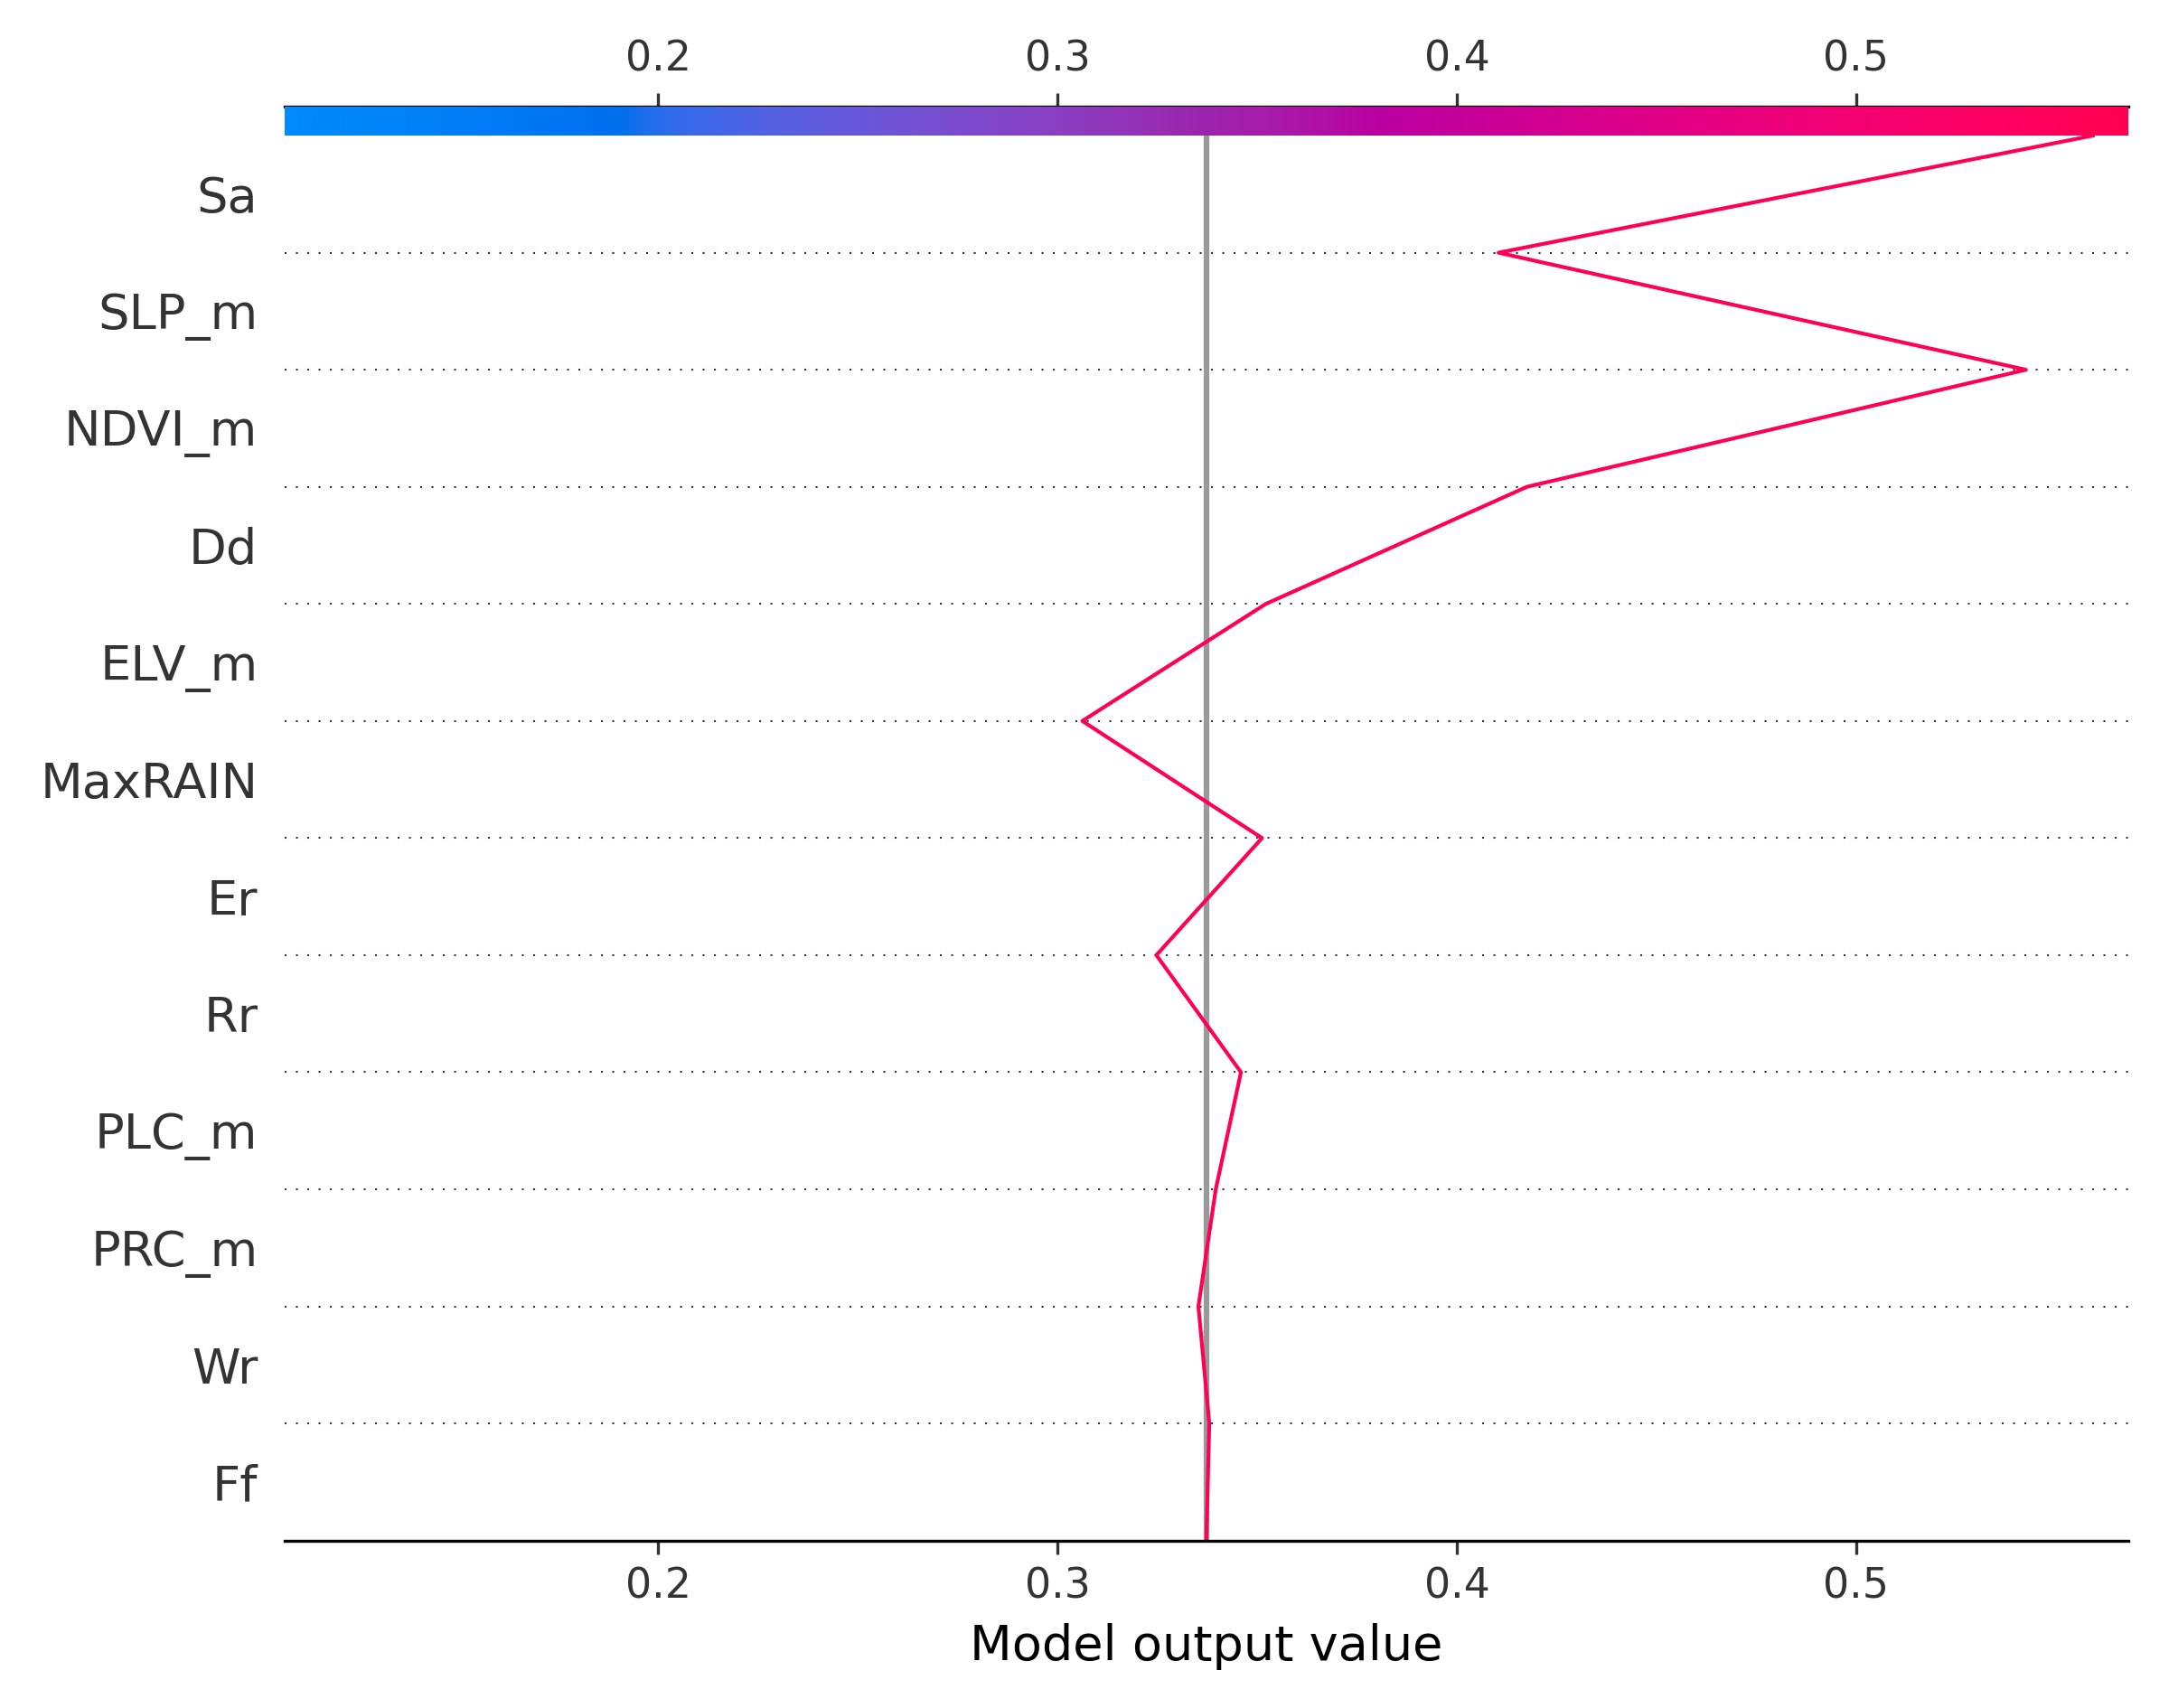 0.2 0.3 0.4 0.5
Sa
SLP_m
NDVI_m
Dd
ELV_m
MaxRAIN
Er
Rr
PLC_m
PRC_m
Wr
Ff
0.2 0.3 0.4 0.5
Model output value